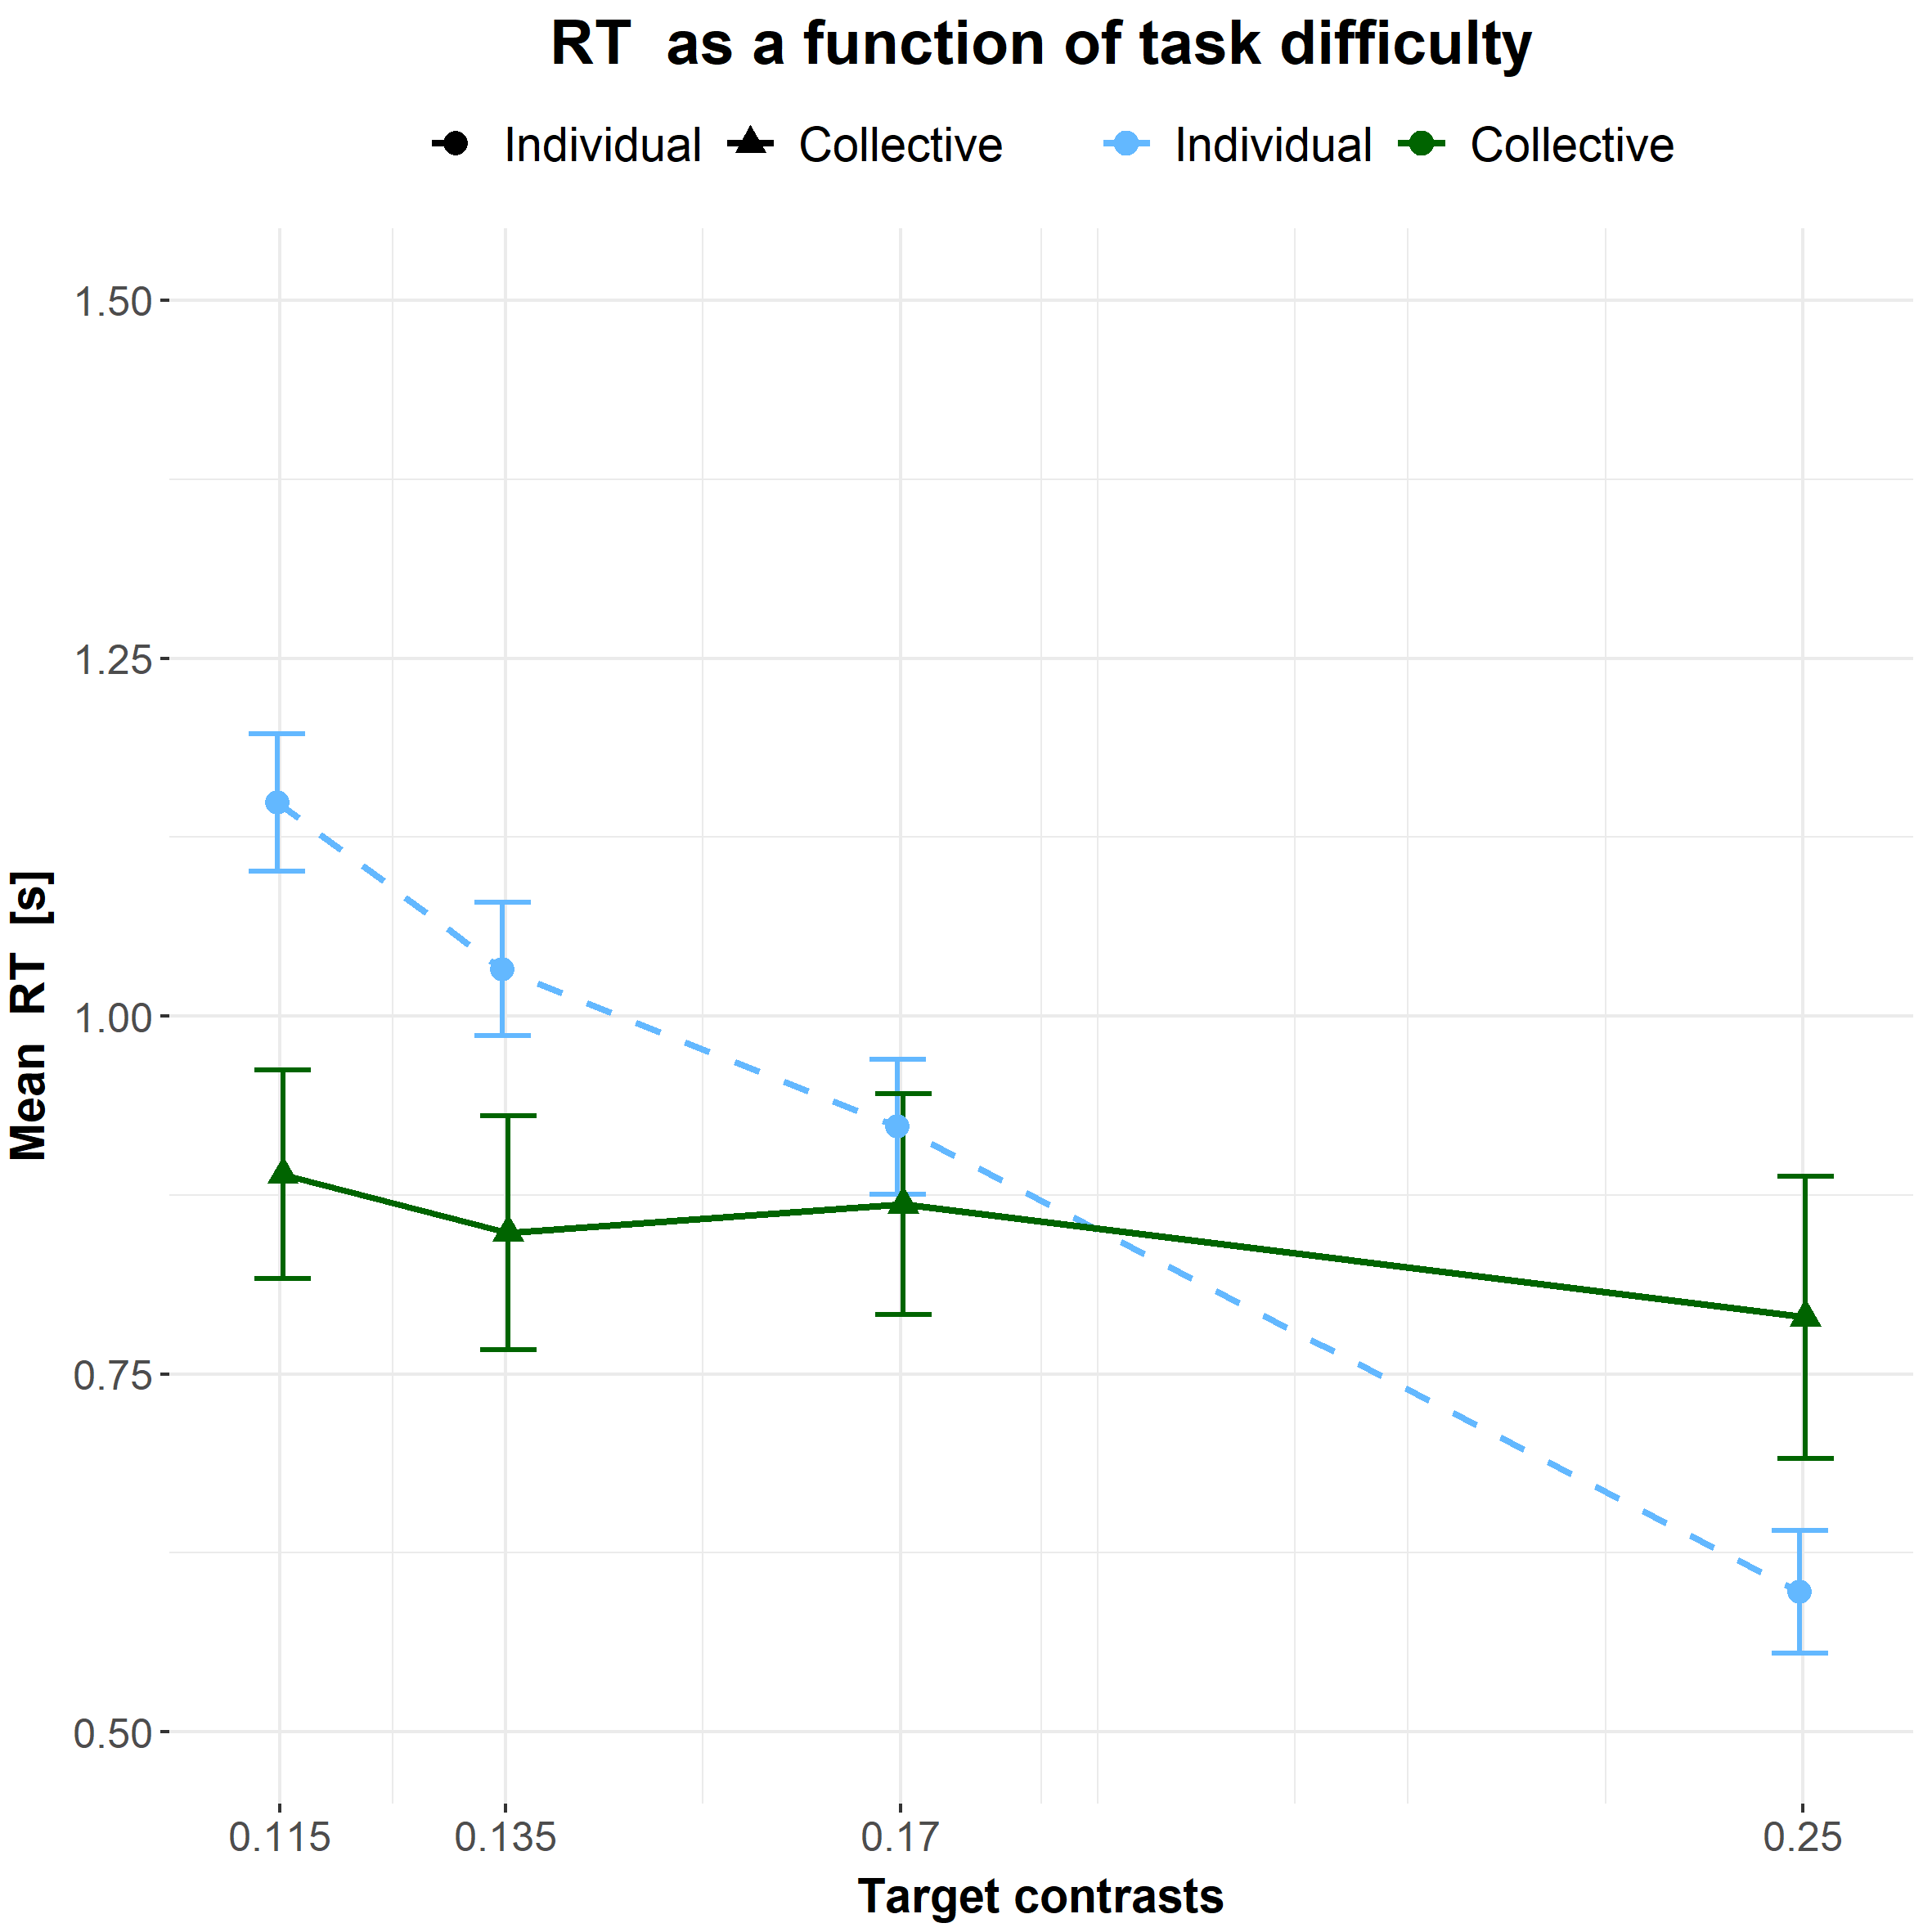 RT  as a function of task difficulty
Individual Collective Individual Collective
1.50
1.25
1.00
0.75
0.50
Mean  RT  [s]
0.115 0.135 0.17 0.25
Target contrasts